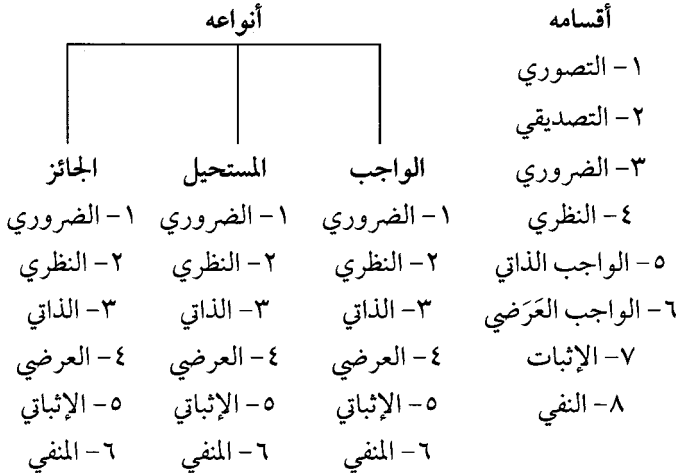 أقسامه
١- التصوري
٢- التصديقي
٣- الضروري
٤- النظري
٥- الواجب الذاتي
٦- الواجب العَرَضي
٧- الإثبات
٨- النفي
أنواعه
الواجب
١- الضروري
٢- النظري
٣- الذاتي
٤- العرضي
٥- الإثباتي
٦- المنفي
المستحيل
١- الضروري
٢- النظري
٣- الذاتي
٤- العرضي
٥- الإثباتي
٦- المنفي
الجائز
١- الضروري
٢- النظري
٣- الذاتي
٤- العرضي
٥- الإثباتي
٦- المنفي